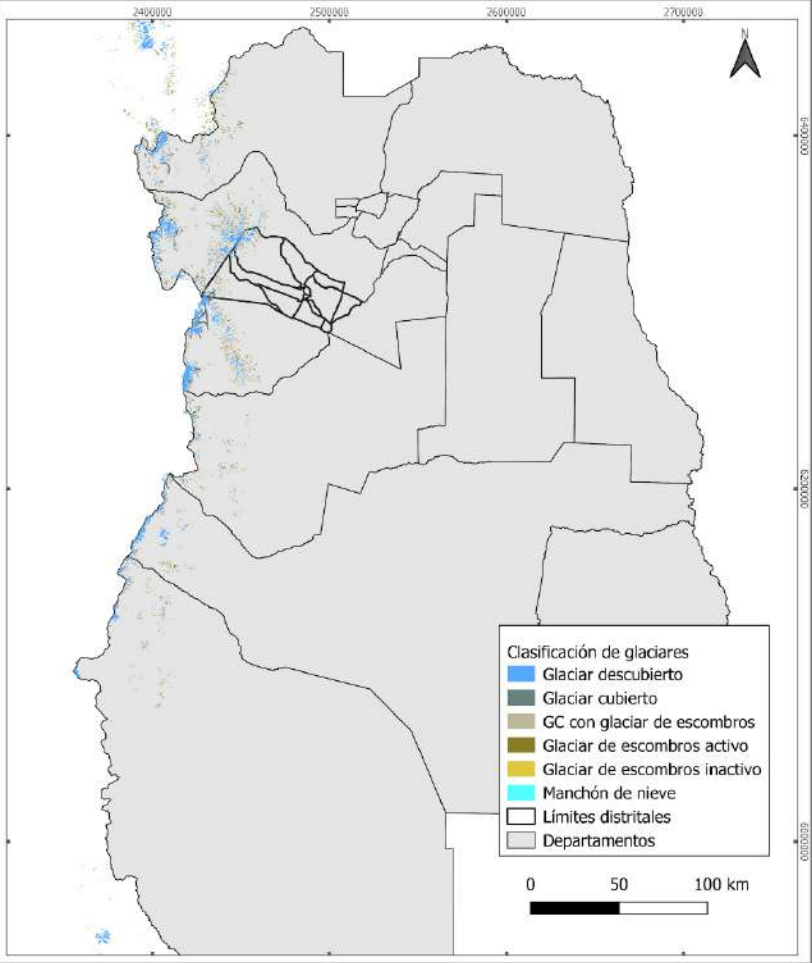 2400000 2500000 2600000 2700000
N
6400000
6200000
6000000
Clasificación de glaciares
Glaciar descubierto
Glaciar cubierto
GC con glaciar de escombros
Glaciar de escombros activo
Glaciar de escombros inactivo
Manchón de nieve
Límites distritales
Departamentos
0 50 100 km